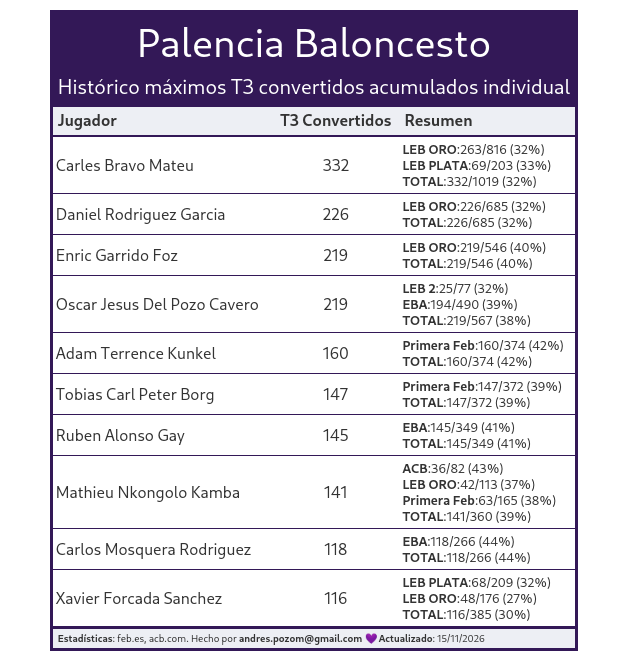 Palencia Baloncesto
Histórico máximos T3 convertidos acumulados individual
Jugador T3 Convertidos Resumen
Carles Bravo Mateu 332
LEB ORO:263/816 (32%)
LEB PLATA:69/203 (33%)
TOTAL:332/1019 (32%)
Daniel Rodriguez Garcia 226
LEB ORO:226/685 (32%)
TOTAL:226/685 (32%)
Enric Garrido Foz 219
LEB ORO:219/546 (40%)
TOTAL:219/546 (40%)
Oscar Jesus Del Pozo Cavero 219
LEB 2:25/77 (32%)
EBA:194/490 (39%)
TOTAL:219/567 (38%)
Adam Terrence Kunkel 160
Primera Feb:160/374 (42%)
TOTAL:160/374 (42%)
Tobias Carl Peter Borg 147
Primera Feb:147/372 (39%)
TOTAL:147/372 (39%)
Ruben Alonso Gay 145
EBA:145/349 (41%)
TOTAL:145/349 (41%)
Mathieu Nkongolo Kamba 141
ACB:36/82 (43%)
LEB ORO:42/113 (37%)
Primera Feb:63/165 (38%)
TOTAL:141/360 (39%)
Carlos Mosquera Rodriguez 118
EBA:118/266 (44%)
TOTAL:118/266 (44%)
Xavier Forcada Sanchez 116
LEB PLATA:68/209 (32%)
LEB ORO:48/176 (27%)
TOTAL:116/385 (30%)
Estadísticas: feb.es, acb.com. Hecho por andres.pozom@gmail.com 💜 Actualizado: 15/11/2026